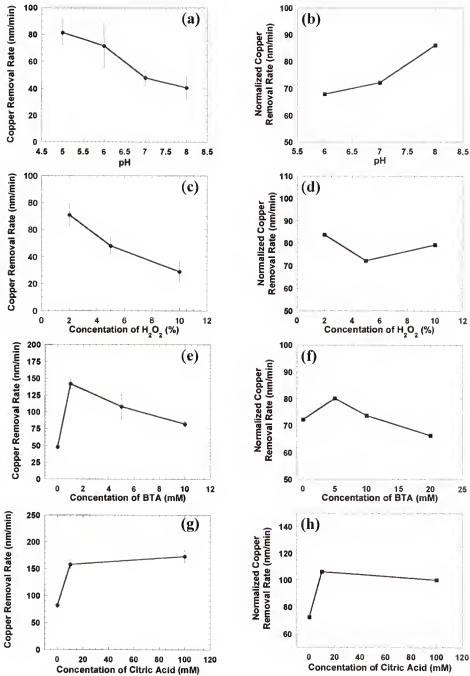 (a)
Copper Removal Rate (nm/min)
100
80
60
40
20
0
4.5 5 5.5 6 6.5 7 7.5 8 8.5
pH
(b)
Normalized Copper
Removal Rate (nm/min)
100
90
80
70
60
50
5.5 6 6.5 7 7.5 8 8.5
pH
(c)
Copper Removal Rate (nm/min)
100
80
60
40
20
0
0 2 4 6 8 10 12
Concentation of H₂O₂ (%)
(d)
Normalized Copper
Removal Rate (nm/min)
110
100
90
80
70
60
50
0 2 4 6 8 10 12
Concentation of H₂O₂ (%)
(e)
Copper Removal Rate (nm/min)
200
175
150
125
100
75
50
25
0
0 2 4 6 8 10 12
Concentation of BTA (mM)
(f)
Normalized Copper
Removal Rate (nm/min)
100
90
80
70
60
50
0 5 10 15 20 25
Concentation of BTA (mM)
(g)
Copper Removal Rate (nm/min)
250
200
150
100
50
0
0 20 40 60 80 100 120
Concentation of Citric Acid (mM)
(h)
Normalized Copper
Removal Rate (nm/min)
140
120
100
80
60
0 20 40 60 80 100 120
Concentation of Citric Acid (mM)